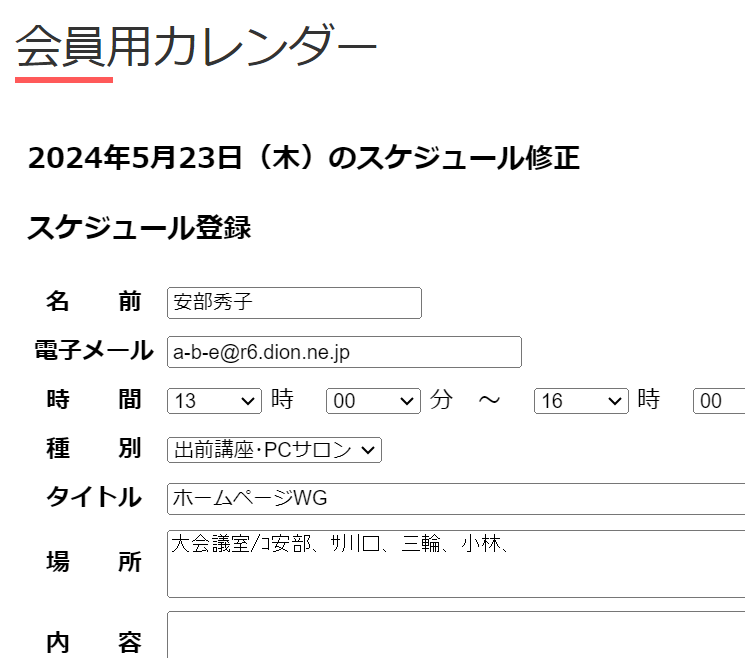 会員用カレンダー
2024年5月23日（木）のスケジュール修正
スケジュール登録
名　前 安部秀子
電子メール a-b-e@r6.dion.ne.jp
時　間 13 時 00 分 ～ 16 時 00
種　別 出前講座･PCサロン
タイトル ホームページWG
場　所 大会議室/ｺ安部、ｻ川口、三輪、小林、
内　容